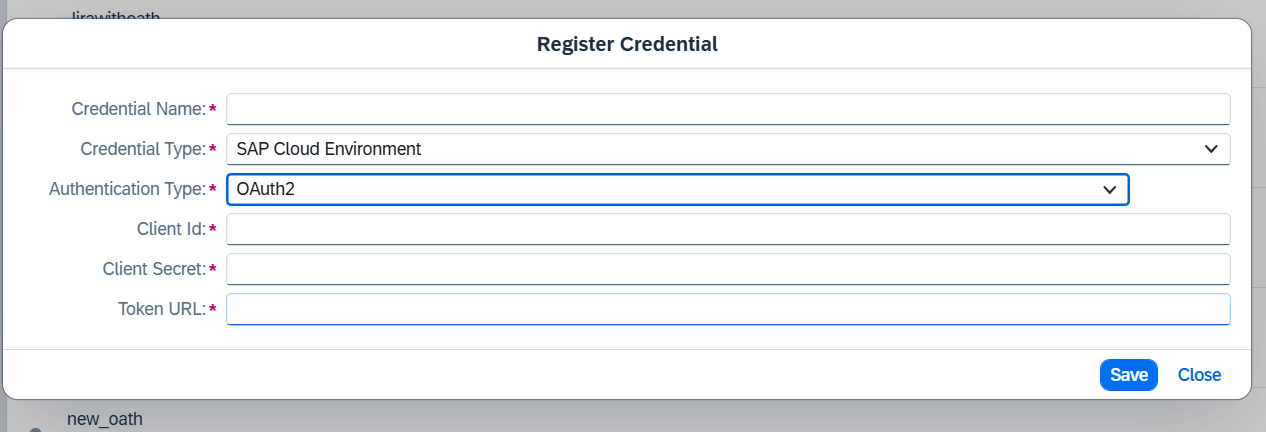 Register Credential
Credential Name:*
Credential Type:* SAP Cloud Environment
Authentication Type:* OAuth2
Client Id:*
Client Secret:*
Token URL:*
Save Close
new_oath